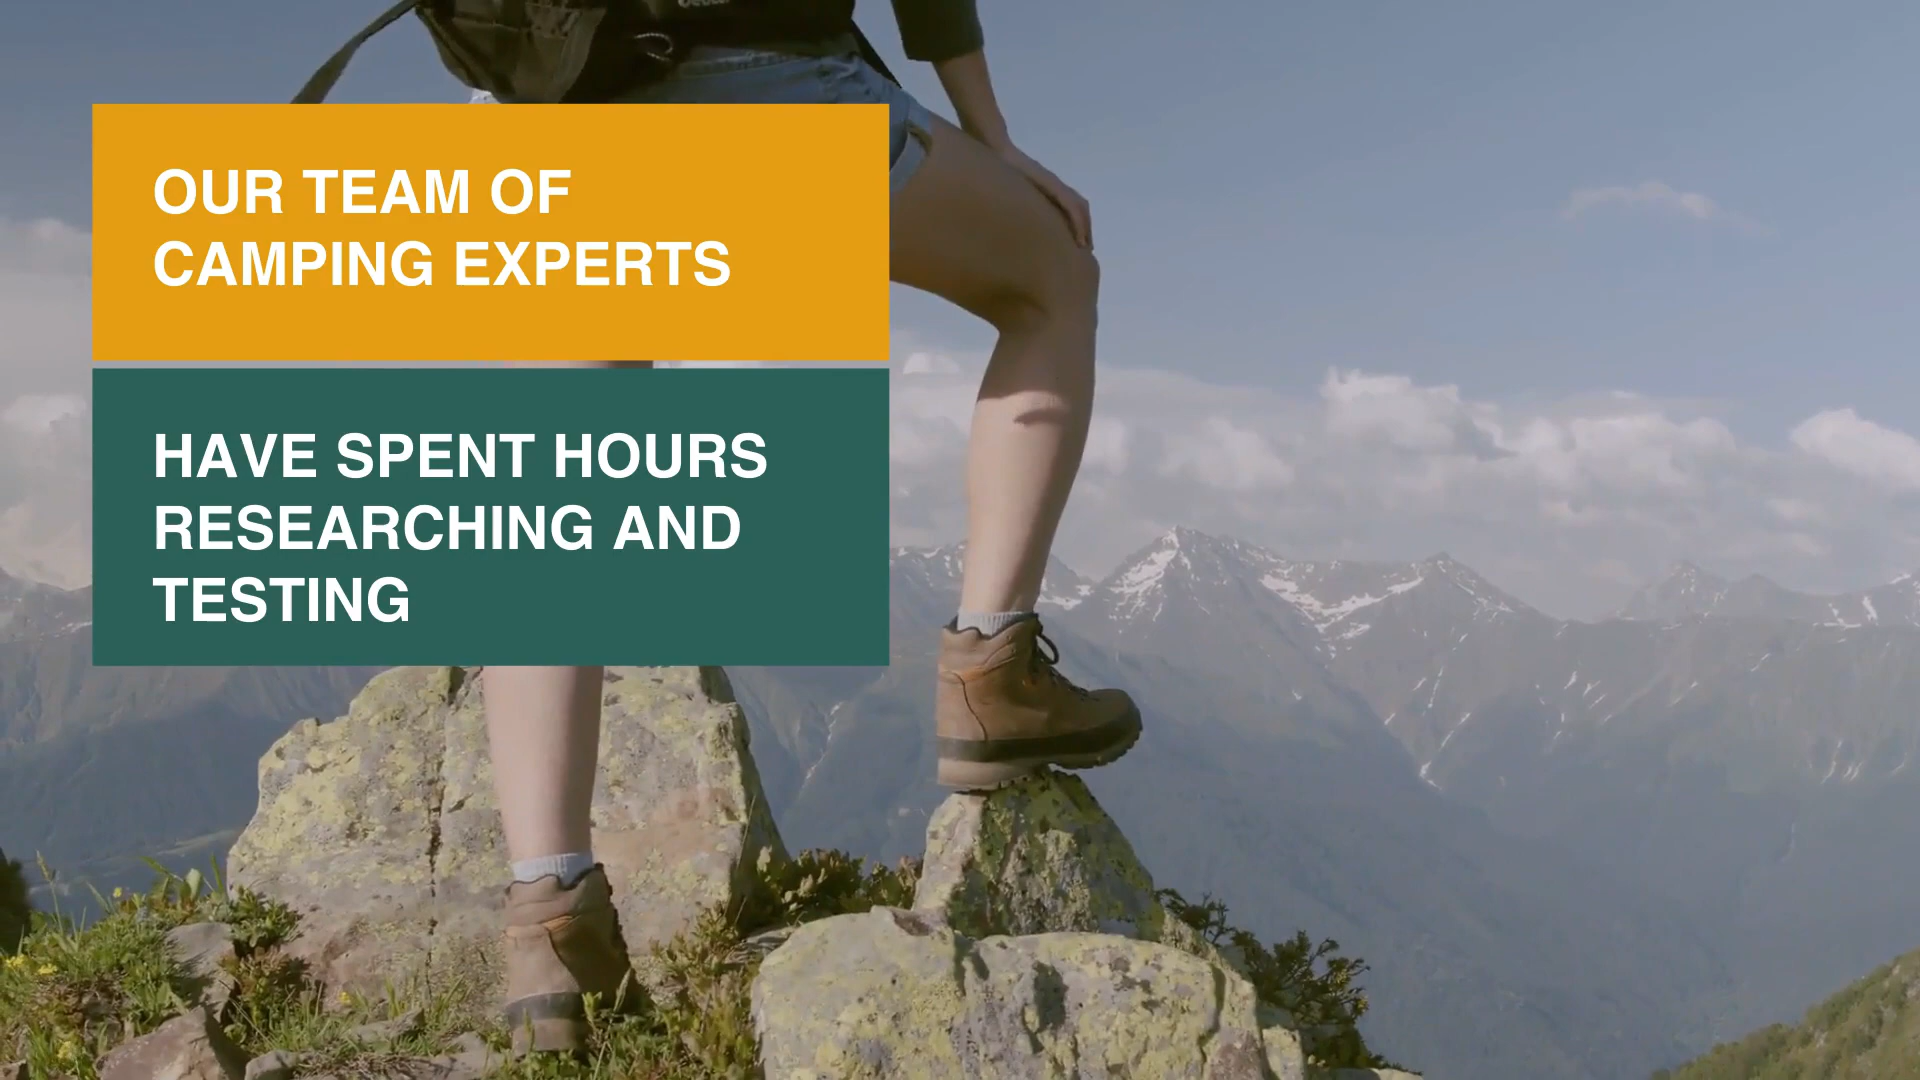 OUR TEAM OF
CAMPING EXPERTS
HAVE SPENT HOURS
RESEARCHING AND
TESTING